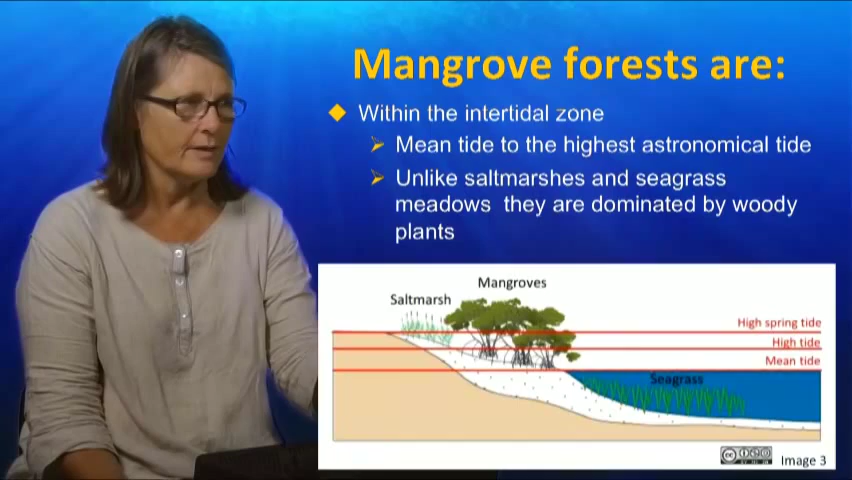 Mangrove forests are:
Within the intertidal zone
Mean tide to the highest astronomical tide
Unlike saltmarshes and seagrass
meadows they are dominated by woody
plants
Mangroves
Saltmarsh
High spring tide
High tide
Mean tide
Seagrass
Image 3